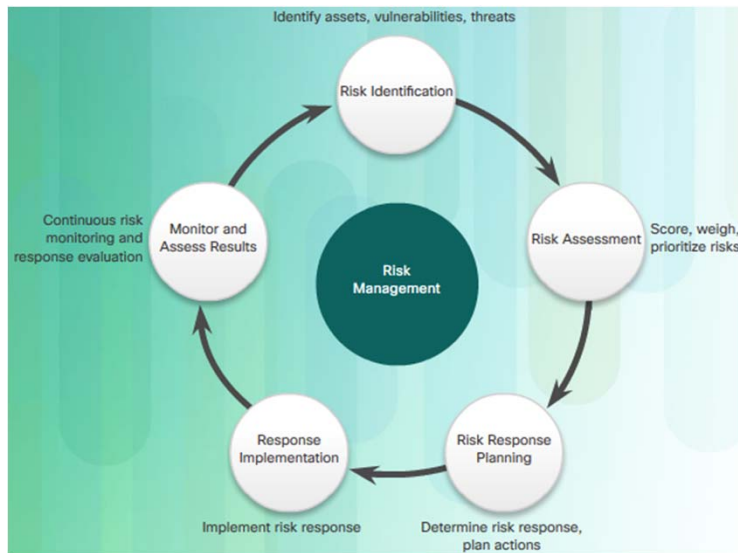 Identify assets, vulnerabilities, threats
Risk Identification
Risk Assessment
Score, weigh,
prioritize risks
Risk Response
Planning
Determine risk response,
plan actions
Response
Implementation
Implement risk response
Monitor and
Assess Results
Continuous risk
monitoring and
response evaluation
Risk
Management